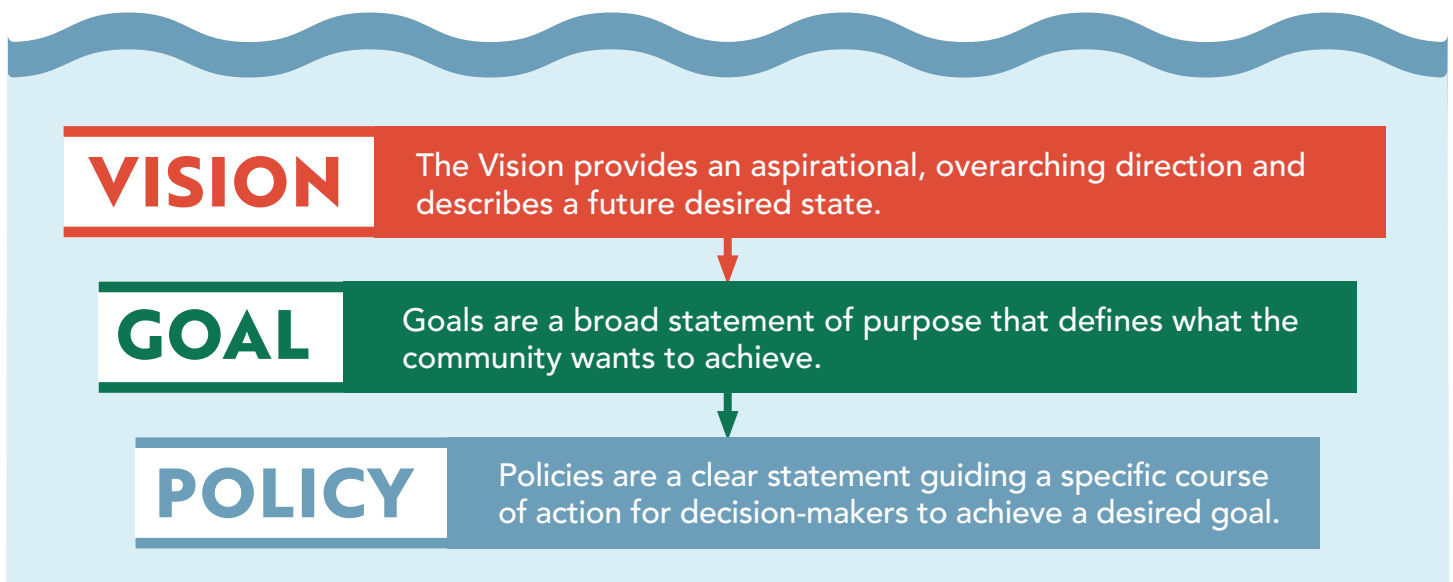 VISION
The Vision provides an aspirational, overarching direction and
describes a future desired state.
GOAL
Goals are a broad statement of purpose that defines what the
community wants to achieve.
POLICY
Policies are a clear statement guiding a specific course
of action for decision-makers to achieve a desired goal.